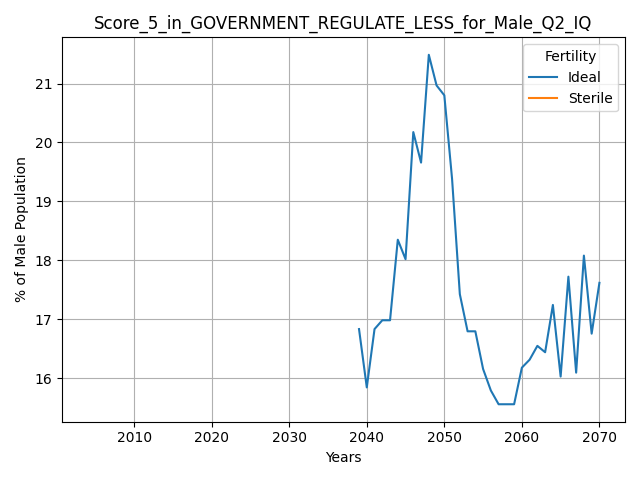 Score_5_in_GOVERNMENT_REGULATE_LESS_for_Male_Q2_IQ
Fertility
Ideal
Sterile
% of Male Population
21
20
19
18
17
16
2010 2020 2030 2040 2050 2060 2070
Years